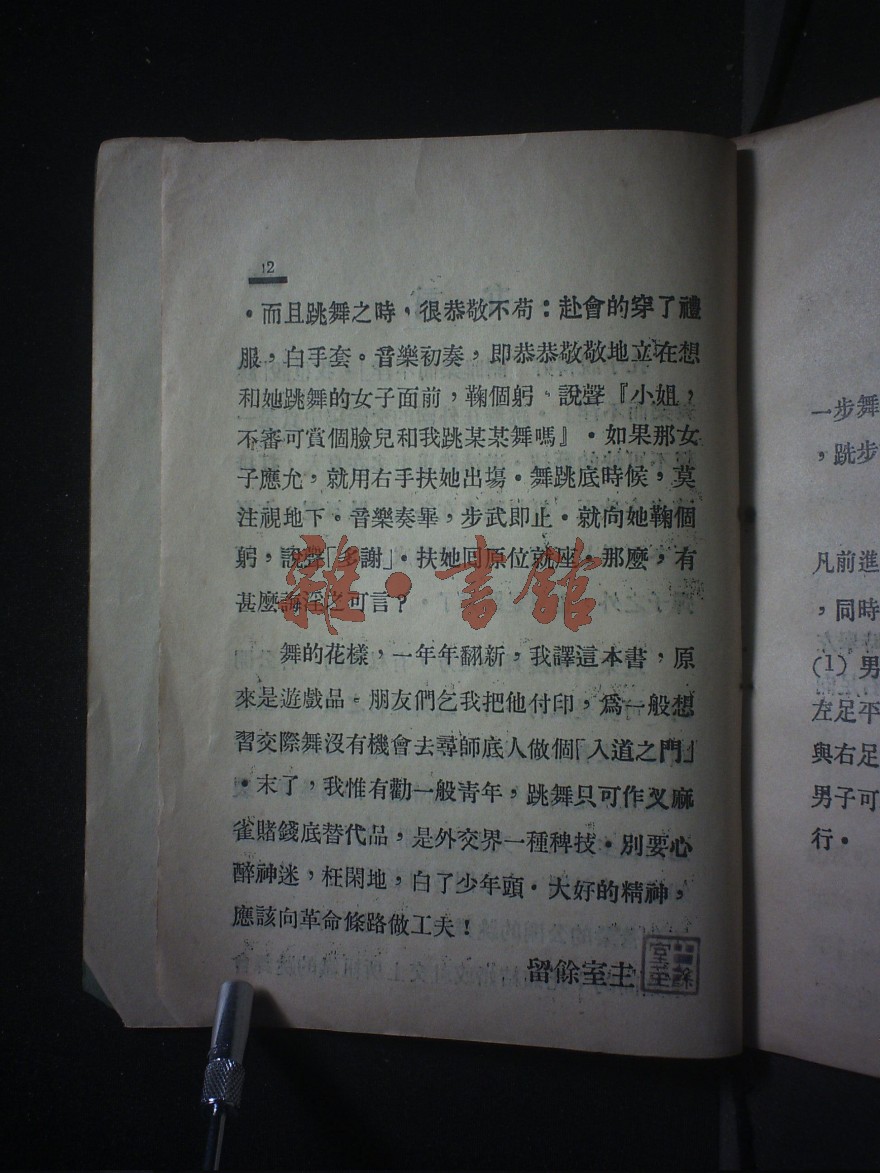 12
・而且跳舞之時，很恭敬不苟：赴會的穿了禮
服，白手套。音樂初奏，即恭恭敬敬地立在想
和她跳舞的女子面前，鞠個躬・說聲『小姐，
不審可賞個臉兒和我跳某某舞嗎』・如果那女
子應允，就用右手扶她出塲。舞跳底時候，莫
注視地下。音樂奏畢，步武即止・就向她鞠個
躬，說聲「多謝」・扶她回原位就座・那麼，有
甚麼誨淫之可言？
舞的花樣，一年年翻新，我譯這本書，原
來是遊戲品。朋友們乞我把他付印，爲一般想
習交際舞沒有機會去尋師底人做個「入道之門」
・末了，我惟有勸一般靑年，跳舞只可作叉麻
雀賭錢底替代品，是外交界一種稗技・別要心
醉神迷，枉閑地，白了少年頭・大好的精神，
應該向革命條路做工夫！
留餘室主
雜・書館
一步舞
，跣步
凡前進
，同時
(1) 男
左足平
與右足
男子可
行・